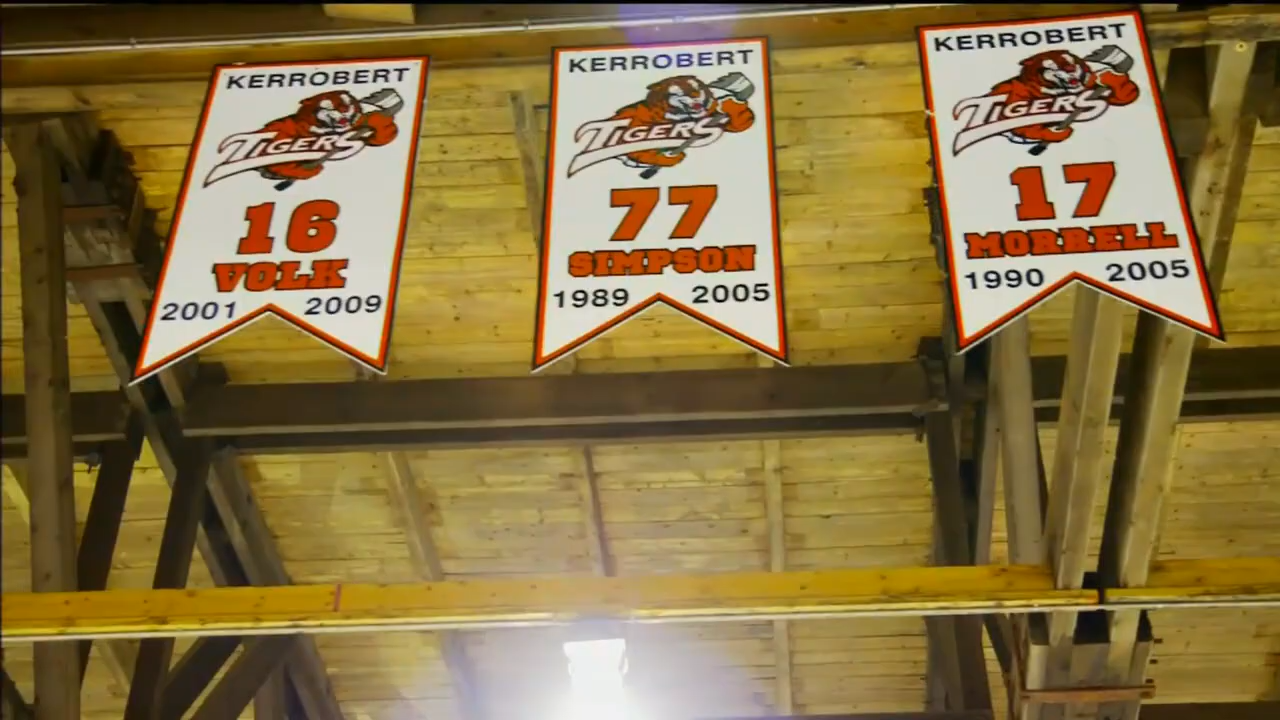 KERROBERT
TIGERS
16
VOLK
2001 2009
KERROBERT
TIGERS
77
SIMPSON
1989 2005
KERROBERT
TIGERS
17
MORRELL
1990 2005